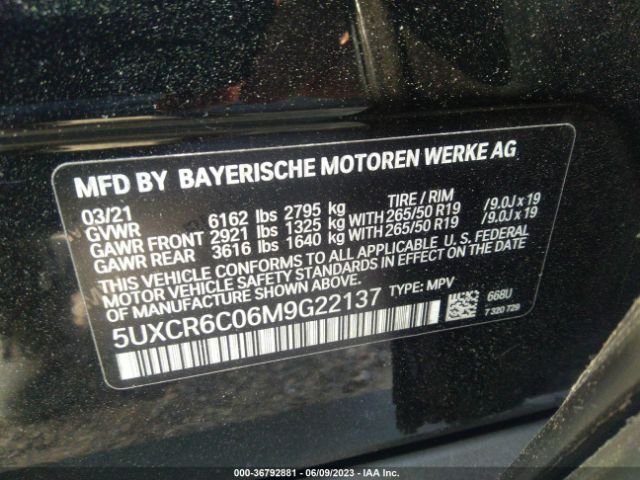 MFD BY BAYERISCHE MOTOREN WERKE AG
03/21 TIRE / RIM
GVWR 6162 lbs 2795 kg
GAWR FRONT 2921 lbs 1325 kg WITH 265/50 R19 /9.0J x 19
GAWR REAR 3616 lbs 1640 kg WITH 265/50 R19 /9.0J x 19
THIS VEHICLE CONFORMS TO ALL APPLICABLE U.S. FEDERAL
MOTOR VEHICLE SAFETY STANDARDS IN EFFECT ON THE DATE
OF MANUFACTURE SHOWN ABOVE.
5UXCR6C06M9G22137 TYPE: MPV
668U
7 320 729
000-36792881 - 06/09/2023 - IAA Inc.